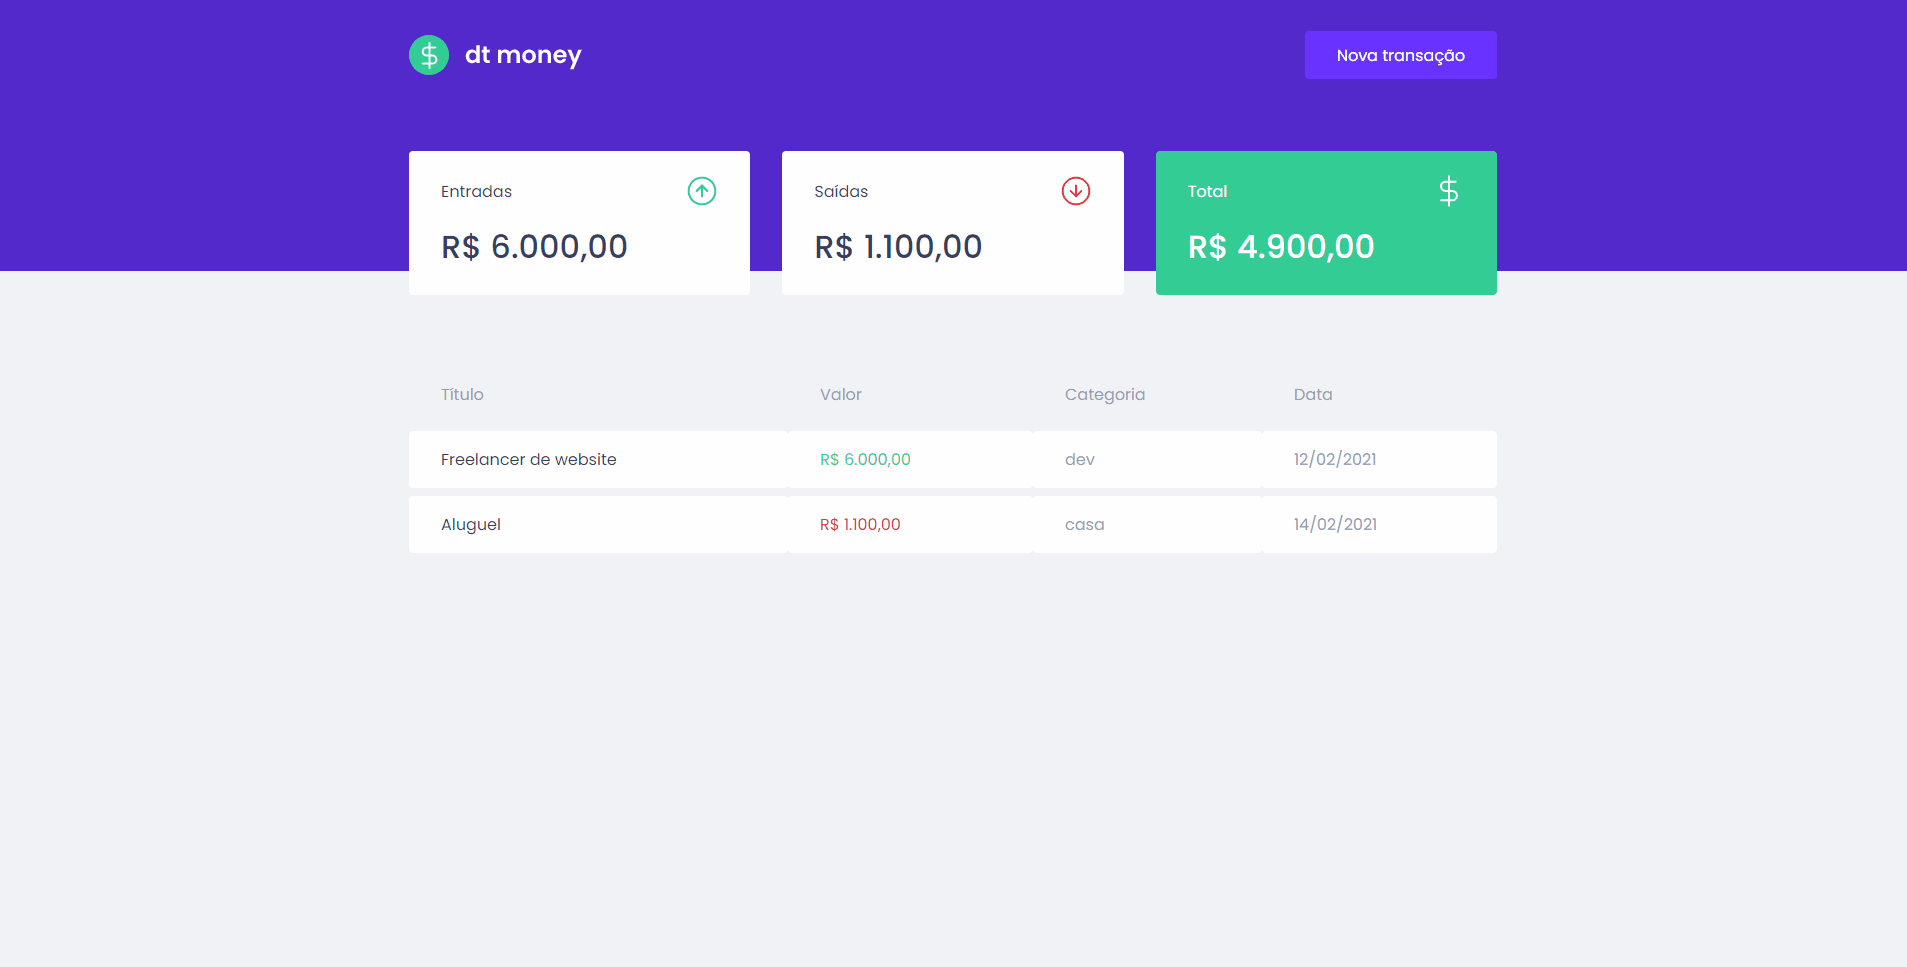 dt money
Nova transação
Entradas
R$ 6.000,00
Saídas
R$ 1.100,00
Total
R$ 4.900,00
Título Valor Categoria Data
Freelancer de website R$ 6.000,00 dev 12/02/2021
Aluguel R$ 1.100,00 casa 14/02/2021